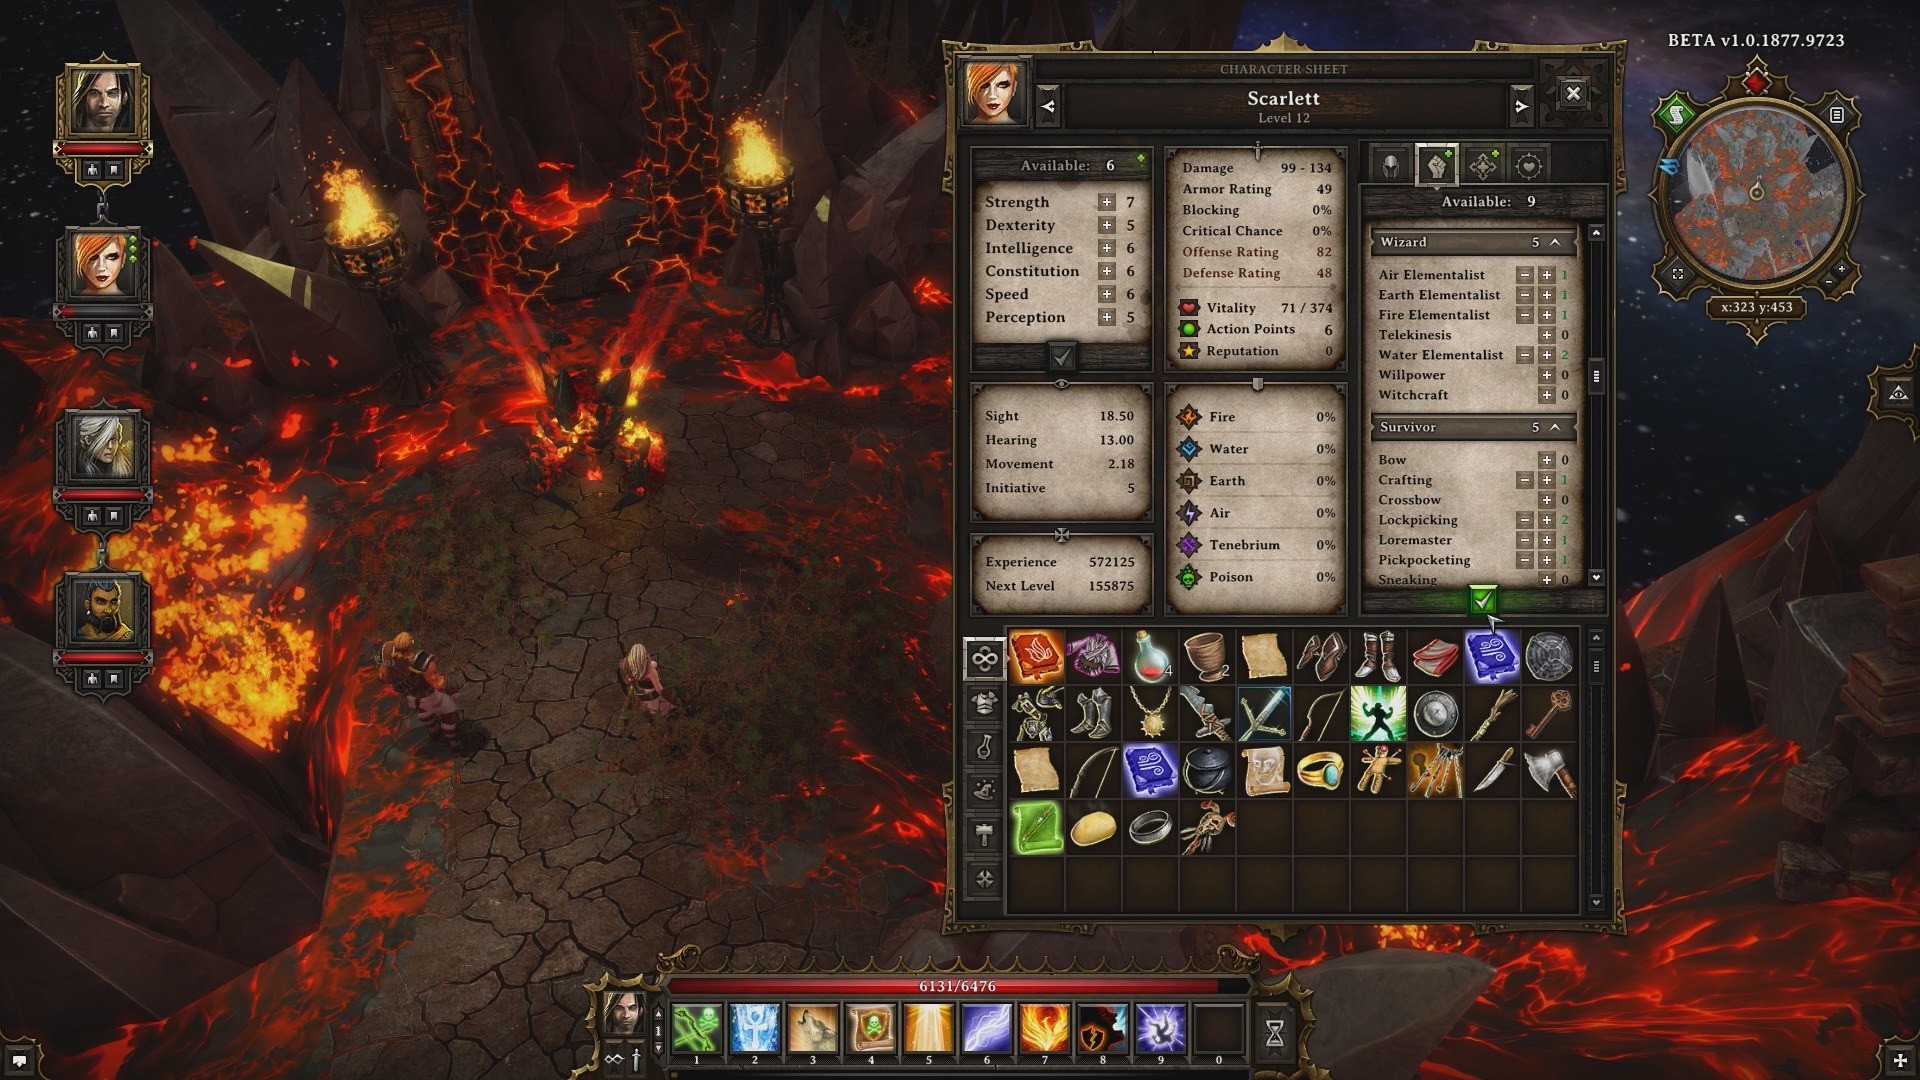 BETA v1.0.1877.9723
CHARACTER SHEET
Scarlett
Level 12
Available: 6
Strength 7
Dexterity 5
Intelligence 6
Constitution 6
Speed 6
Perception 5
Damage 99 - 134
Armor Rating 49
Blocking 0%
Critical Chance 0%
Offense Rating 82
Defense Rating 48
Vitality 71 / 374
Action Points 6
Reputation 0
Sight 18.50
Hearing 13.00
Movement 2.18
Initiative 5
Experience 572125
Next Level 155875
Fire 0%
Water 0%
Earth 0%
Air 0%
Tenebrium 0%
Poison 0%
Available: 9
Wizard 5
Air Elementalist 1
Earth Elementalist 1
Fire Elementalist 1
Telekinesis 0
Water Elementalist 2
Willpower 0
Witchcraft 0
Survivor 5
Bow 0
Crafting 1
Crossbow 0
Lockpicking 2
Loremaster 1
Pickpocketing 1
Sneaking 0
x:323 y:453
4
2
6131/6476
1
1 2 3 4 5 6 7 8 9 0